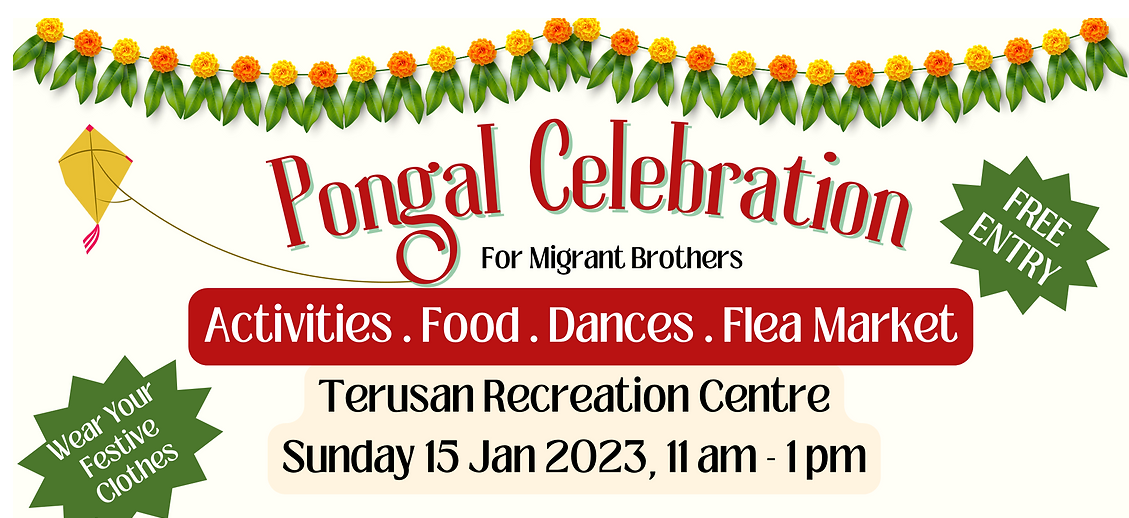 Pongal Celebration
For Migrant Brothers
FREE
ENTRY
Activities . Food . Dances . Flea Market
Terusan Recreation Centre
Sunday 15 Jan 2023, 11 am - 1 pm
Wear Your
Festive
Clothes